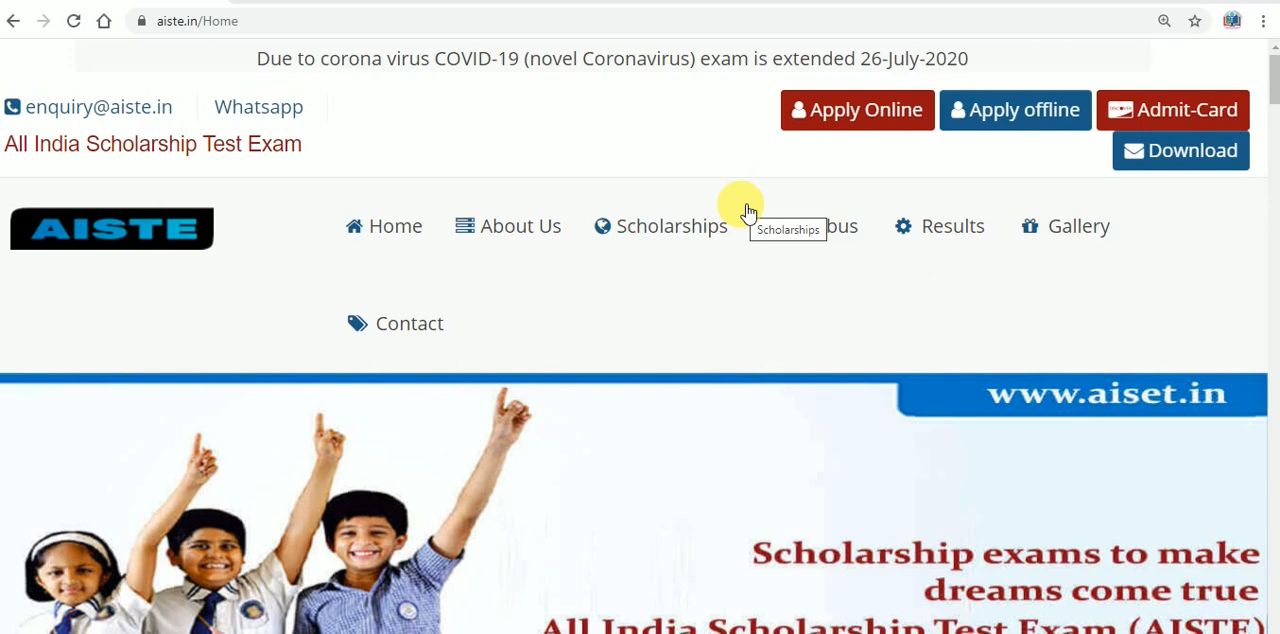 aiste.in/Home
Due to corona virus COVID-19 (novel Coronavirus) exam is extended 26-July-2020
enquiry@aiste.in Whatsapp
Apply Online Apply offline Admit-Card
All India Scholarship Test Exam
Download
AISTE
Home About Us Scholarships bus Results Gallery
Scholarships
Contact
www.aiset.in
Scholarship exams to make
dreams come true
All India Scholarship Test Exam (AISTE)